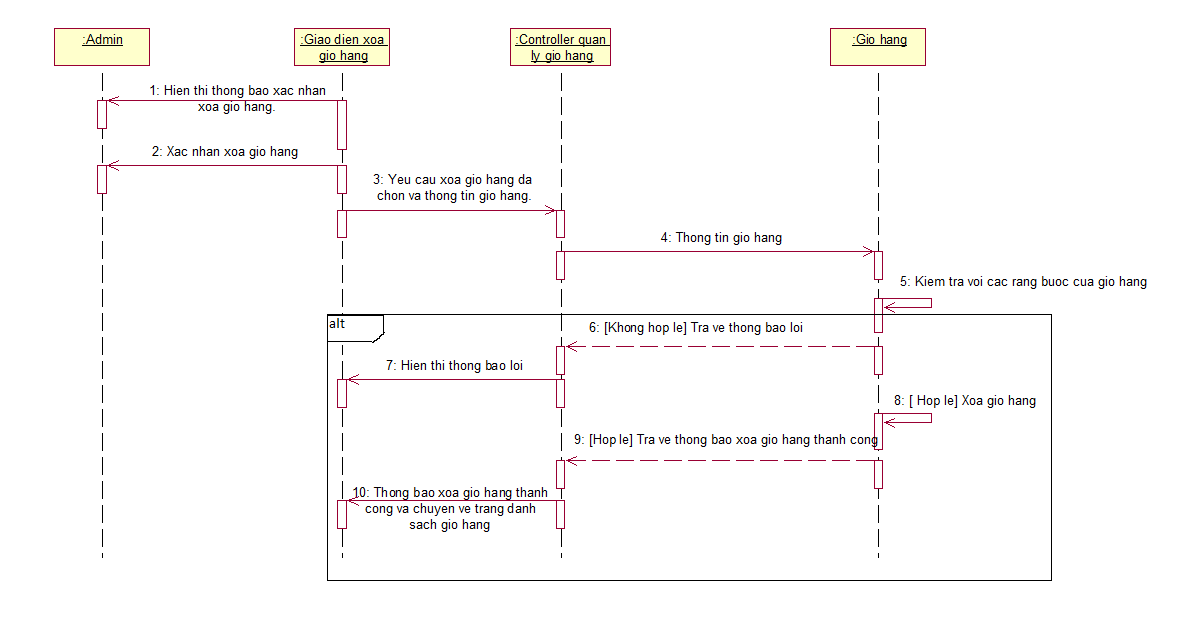 :Admin
:Giao dien xoa
gio hang
:Controller quan
ly gio hang
:Gio hang
1: Hien thi thong bao xac nhan
xoa gio hang.
2: Xac nhan xoa gio hang
3: Yeu cau xoa gio hang da
chon va thong tin gio hang.
4: Thong tin gio hang
5: Kiem tra voi cac rang buoc cua gio hang
alt
6: [Khong hop le] Tra ve thong bao loi
7: Hien thi thong bao loi
8: [ Hop le] Xoa gio hang
9: [Hop le] Tra ve thong bao xoa gio hang thanh cong
10: Thong bao xoa gio hang thanh
cong va chuyen ve trang danh
sach gio hang